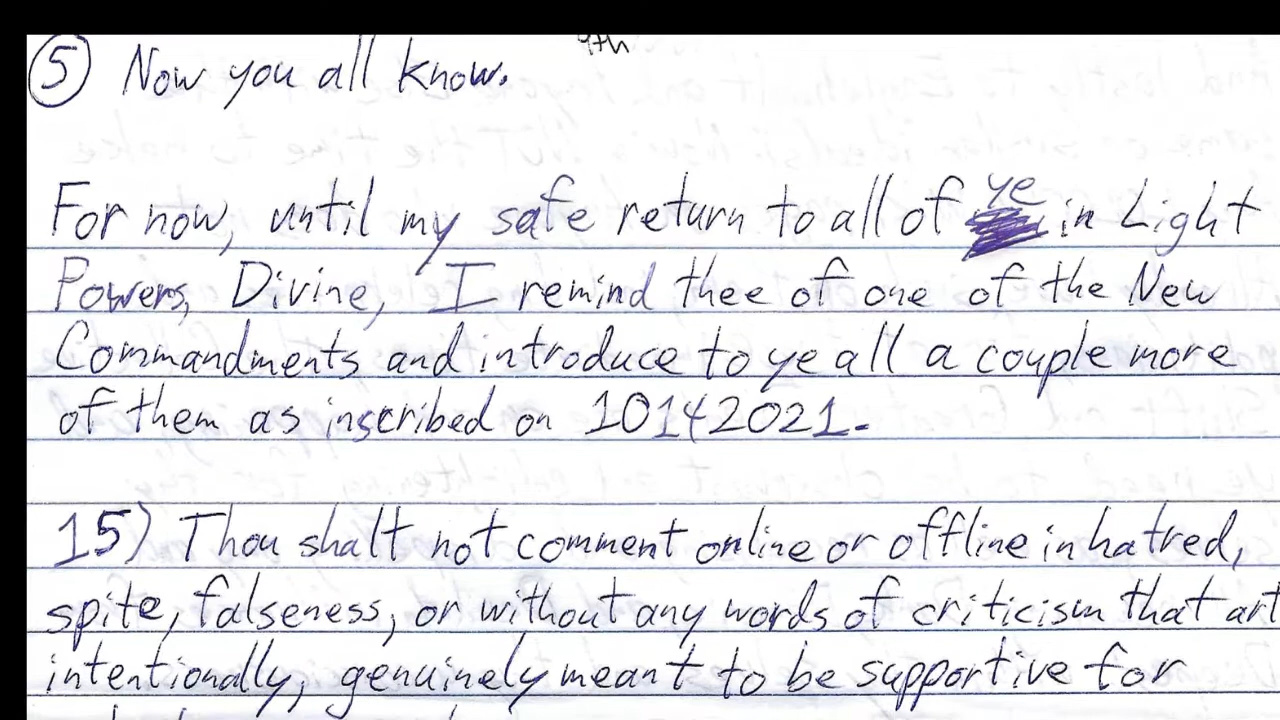 9th
⑤ Now you all know.
For now, until my safe return to all of ye in Light
Powers, Divine, I remind thee of one of the New
Commandments and introduce to ye all a couple more
of them as inscribed on 10142021.
15) Thou shalt not comment online or offline in hatred,
spite, falseness, or without any words of criticism that art
intentionally, genuinely meant to be supportive for